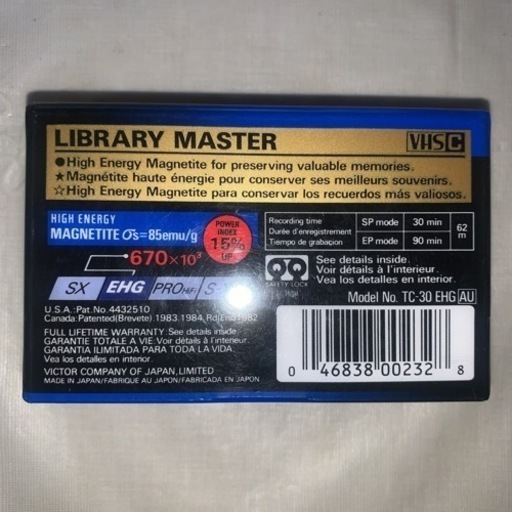 LIBRARY MASTER
VHS C
●High Energy Magnetite for preserving valuable memories.
★Magnétite haute énergie pour conserver ses meilleurs souvenirs.
☆High Energy Magnetite para conservar los recuerdos más valiosos.
HIGH ENERGY
MAGNETITE σs=85emu/g
POWER
INDEX
15%
UP
670×10³
SX EHG PRO HiFi S-
Recording time SP mode 30 min 62 m
Durée d'enregistrement
Tiempo de grabacion EP mode 90 min
SAFETY LOCK
See details inside.
Voir détails à l'interieur.
Vea los detalles en interior.
Model No. TC-30 EHG AU
U.S.A.: Pat. No. 4432510
Canada: Patented (Brevete) 1983, 1984, Rd/Enr 1982
FULL LIFETIME WARRANTY: See details inside.
GARANTIE TOTALE A VIE: Voir détails à l'interieur.
GARANTIA ILIMITADA PARA TODA LA VIDA.
Vea los detalles en interior.
VICTOR COMPANY OF JAPAN, LIMITED
MADE IN JAPAN/FABRIQUE AU JAPON/FABRICADA EN JAPON
0 46838 00232 8